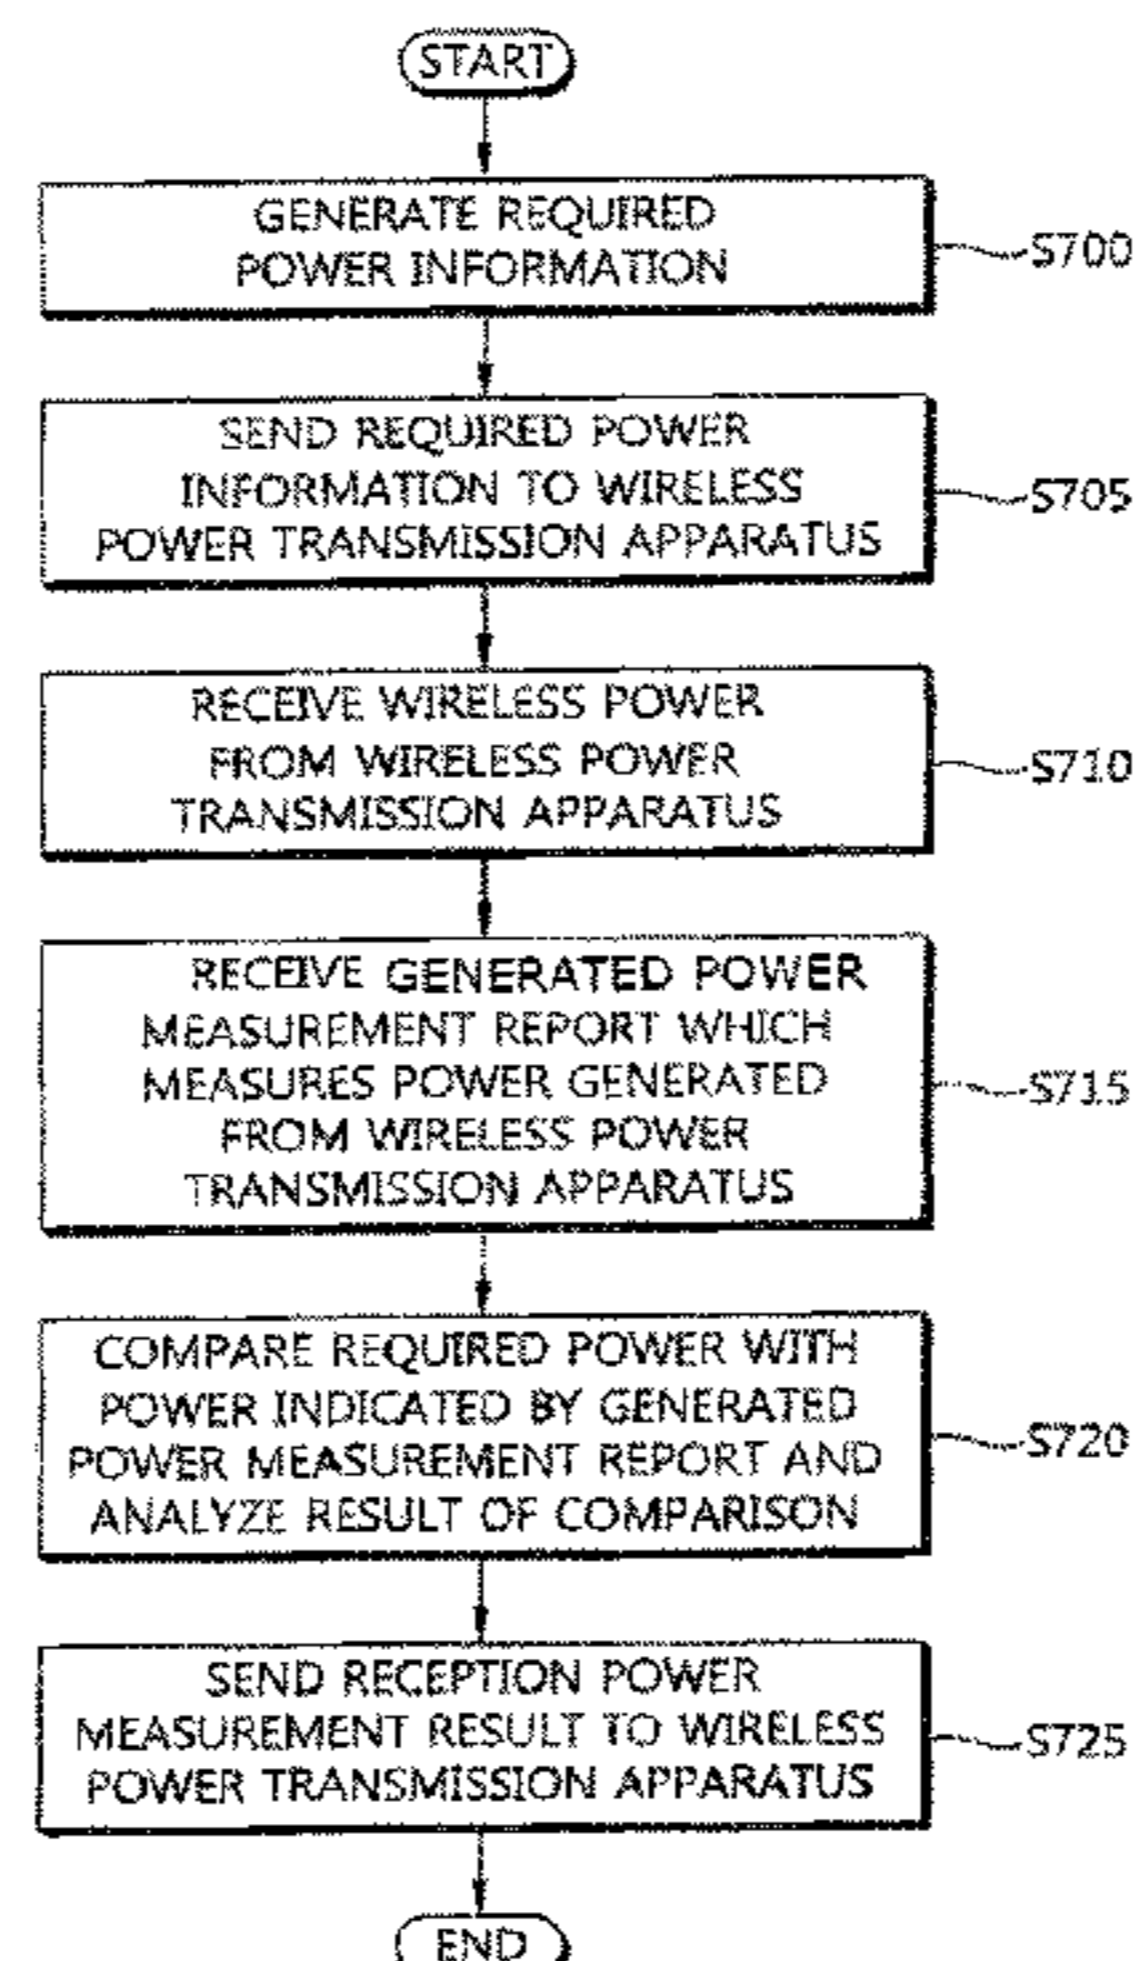 START
GENERATE REQUIRED
POWER INFORMATION
S700
SEND REQUIRED POWER
INFORMATION TO WIRELESS
POWER TRANSMISSION APPARATUS
S705
RECEIVE WIRELESS POWER
FROM WIRELESS POWER
TRANSMISSION APPARATUS
S710
RECEIVE GENERATED POWER
MEASUREMENT REPORT WHICH
MEASURES POWER GENERATED
FROM WIRELESS POWER
TRANSMISSION APPARATUS
S715
COMPARE REQUIRED POWER WITH
POWER INDICATED BY GENERATED
POWER MEASUREMENT REPORT AND
ANALYZE RESULT OF COMPARISON
S720
SEND RECEPTION POWER
MEASUREMENT RESULT TO WIRELESS
POWER TRANSMISSION APPARATUS
S725
END